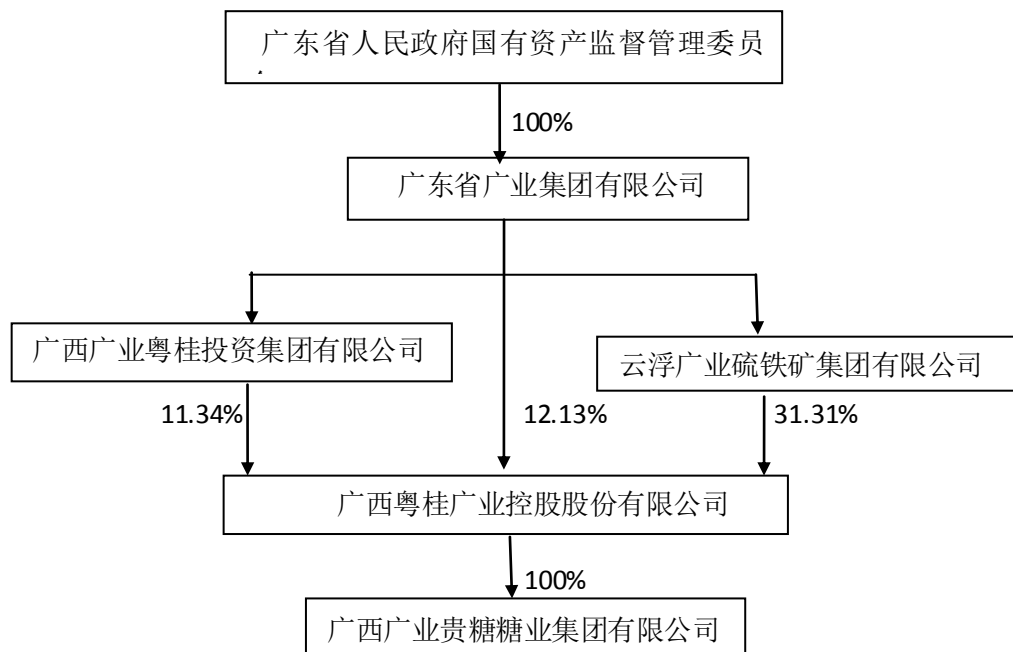 广东省人民政府国有资产监督管理委员
100%
广东省广业集团有限公司
广西广业粤桂投资集团有限公司
云浮广业硫铁矿集团有限公司
11.34%
12.13%
31.31%
广西粤桂广业控股股份有限公司
100%
广西广业贵糖糖业集团有限公司